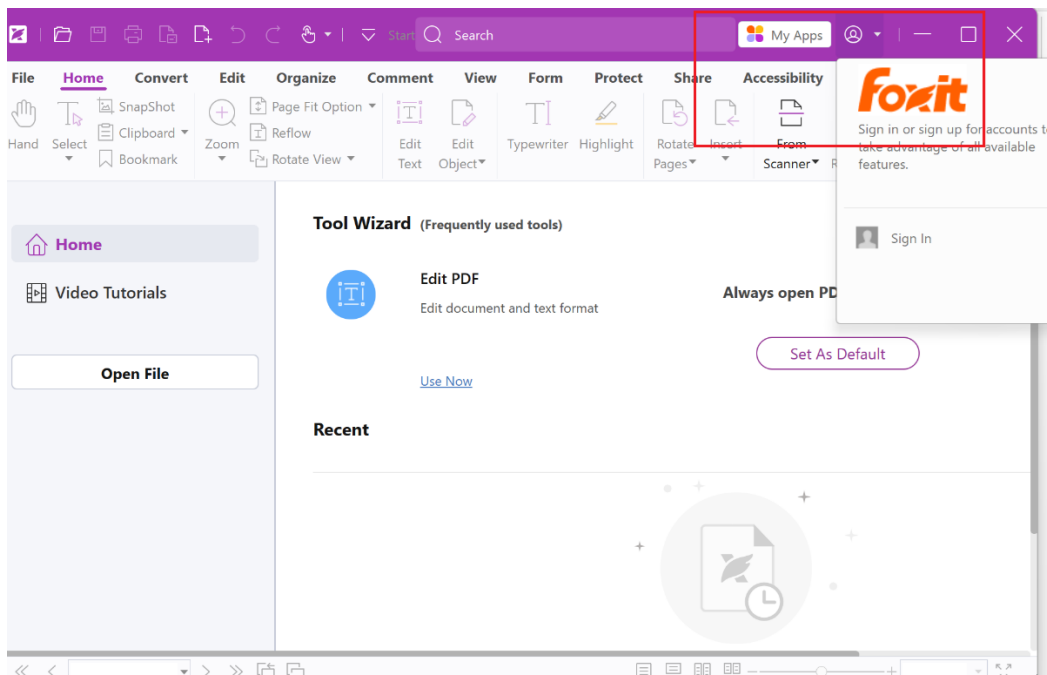 Start Search My Apps
File Home Convert Edit Organize Comment View Form Protect Share Accessibility
foxit
Hand Select SnapShot Zoom Page Fit Option Edit Text Edit Object Typewriter Highlight Rotate Pages Insert From Scanner
Clipboard Reflow
Bookmark Rotate View
Sign in or sign up for accounts to
take advantage of all available
features.
Sign In
Home
Video Tutorials
Open File
Tool Wizard (Frequently used tools)
Edit PDF
Edit document and text format
Use Now
Always open PD
Set As Default
Recent